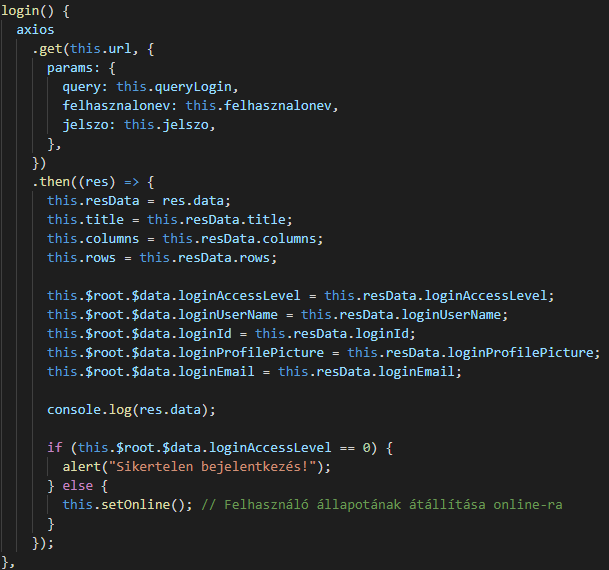 login() {
axios
.get(this.url, {
params: {
query: this.queryLogin,
felhasznalonev: this.felhasznalonev,
jelszo: this.jelszo,
},
})
.then((res) => {
this.resData = res.data;
this.title = this.resData.title;
this.columns = this.resData.columns;
this.rows = this.resData.rows;
this.$root.$data.loginAccessLevel = this.resData.loginAccessLevel;
this.$root.$data.loginUserName = this.resData.loginUserName;
this.$root.$data.loginId = this.resData.loginId;
this.$root.$data.loginProfilePicture = this.resData.loginProfilePicture;
this.$root.$data.loginEmail = this.resData.loginEmail;
console.log(res.data);
if (this.$root.$data.loginAccessLevel == 0) {
alert("Sikertelen bejelentkezés!");
} else {
this.setOnline(); // Felhasználó állapotának átállítása online-ra
}
});
},